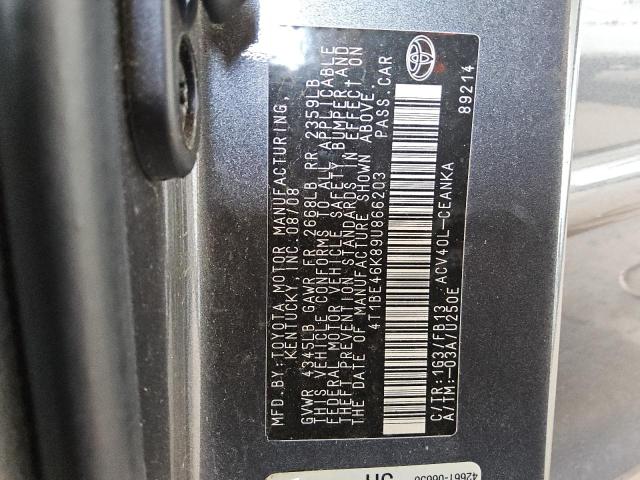 MFD.BY:TOYOTA MOTOR MANUFACTURING,
KENTUCKY, INC. 08/08
GVWR 4345LB GAWR FR 2668LB RR 2359LB
THIS VEHICLE CONFORMS TO ALL APPLICABLE
FEDERAL MOTOR VEHICLE SAFETY, BUMPER, AND
THEFT PREVENTION STANDARDS IN EFFECT ON
THE DATE OF MANUFACTURE SHOWN ABOVE.
4T1BE46K89U866203 PASS.CAR
C/TR:1G3/FB13 ACV40L-CEANKA
A/TM:-03A/U250E 89214